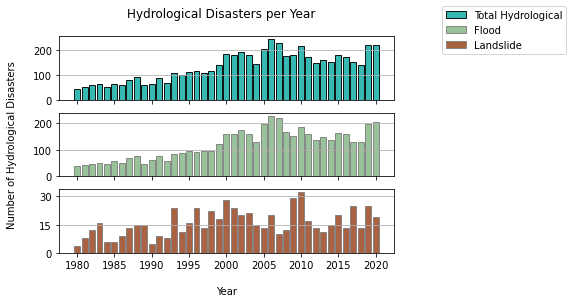 Hydrological Disasters per Year
Total Hydrological
Flood
Landslide
Number of Hydrological Disasters
200
100
0
200
100
0
30
15
0
1980 1985 1990 1995 2000 2005 2010 2015 2020
Year